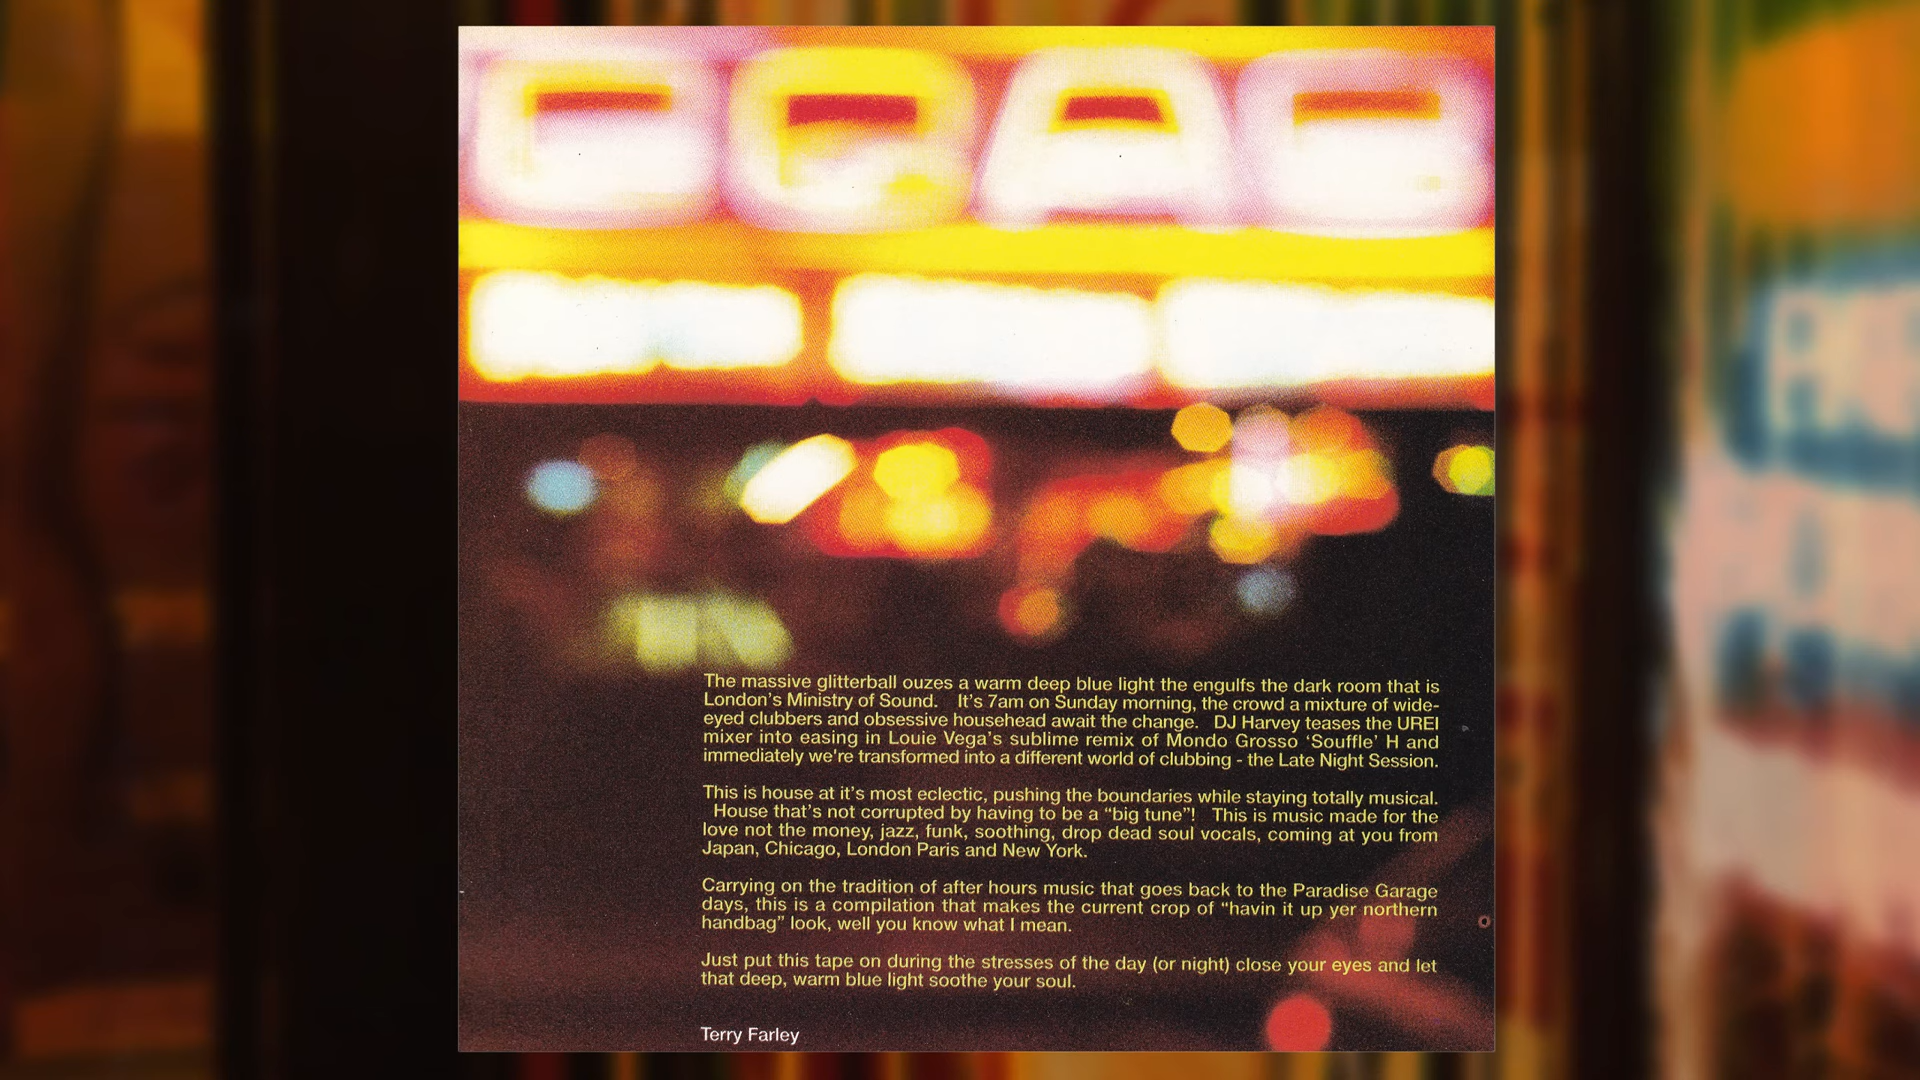 The massive glitterball ouzes a warm deep blue light the engulfs the dark room that is
London's Ministry of Sound. It's 7am on Sunday morning, the crowd a mixture of wide-
eyed clubbers and obsessive househead await the change. DJ Harvey teases the UREI
mixer into easing in Louie Vega's sublime remix of Mondo Grosso 'Souffle' H and
immediately we're transformed into a different world of clubbing - the Late Night Session.
This is house at it's most eclectic, pushing the boundaries while staying totally musical.
House that's not corrupted by having to be a "big tune"! This is music made for the
love not the money, jazz, funk, soothing, drop dead soul vocals, coming at you from
Japan, Chicago, London Paris and New York.
Carrying on the tradition of after hours music that goes back to the Paradise Garage
days, this is a compilation that makes the current crop of "havin it up yer northern
handbag" look, well you know what I mean.
Just put this tape on during the stresses of the day (or night) close your eyes and let
that deep, warm blue light soothe your soul.
Terry Farley